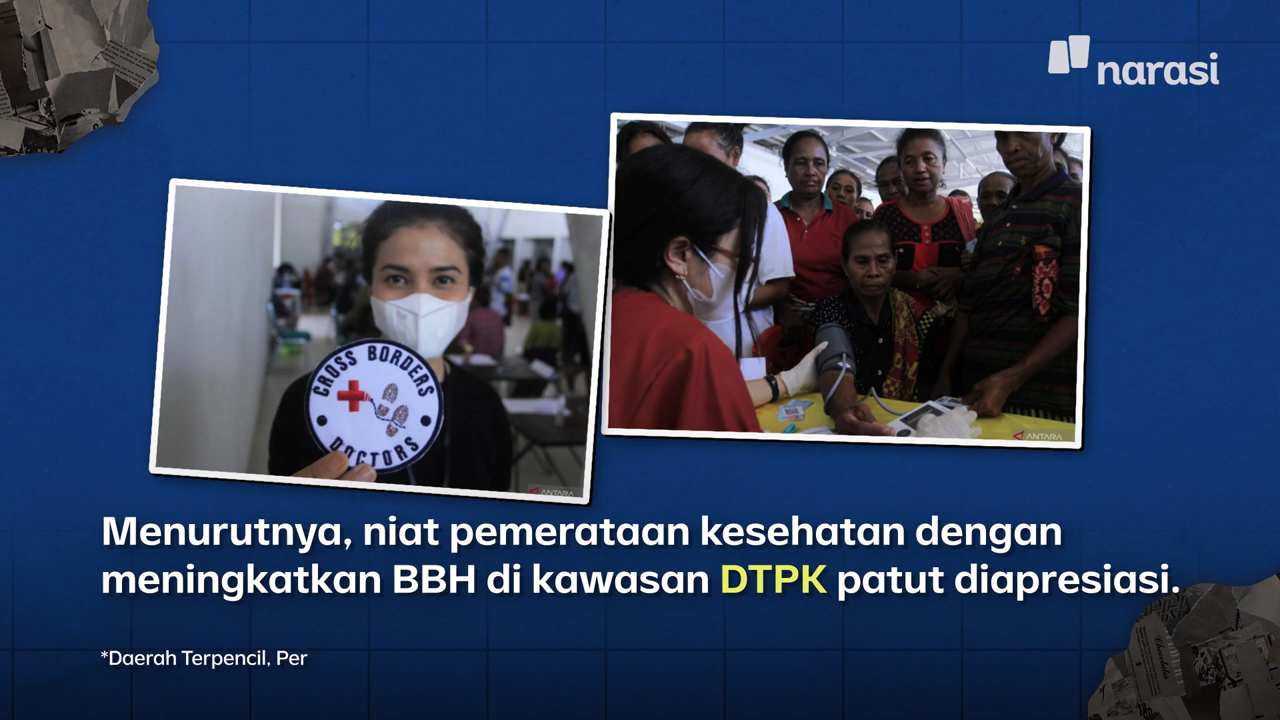 narasi
CROSS BORDERS
DOCTORS
ANTARA
ANTARA
Menurutnya, niat pemerataan kesehatan dengan
meningkatkan BBH di kawasan DTPK patut diapresiasi.
*Daerah Terpencil, Per